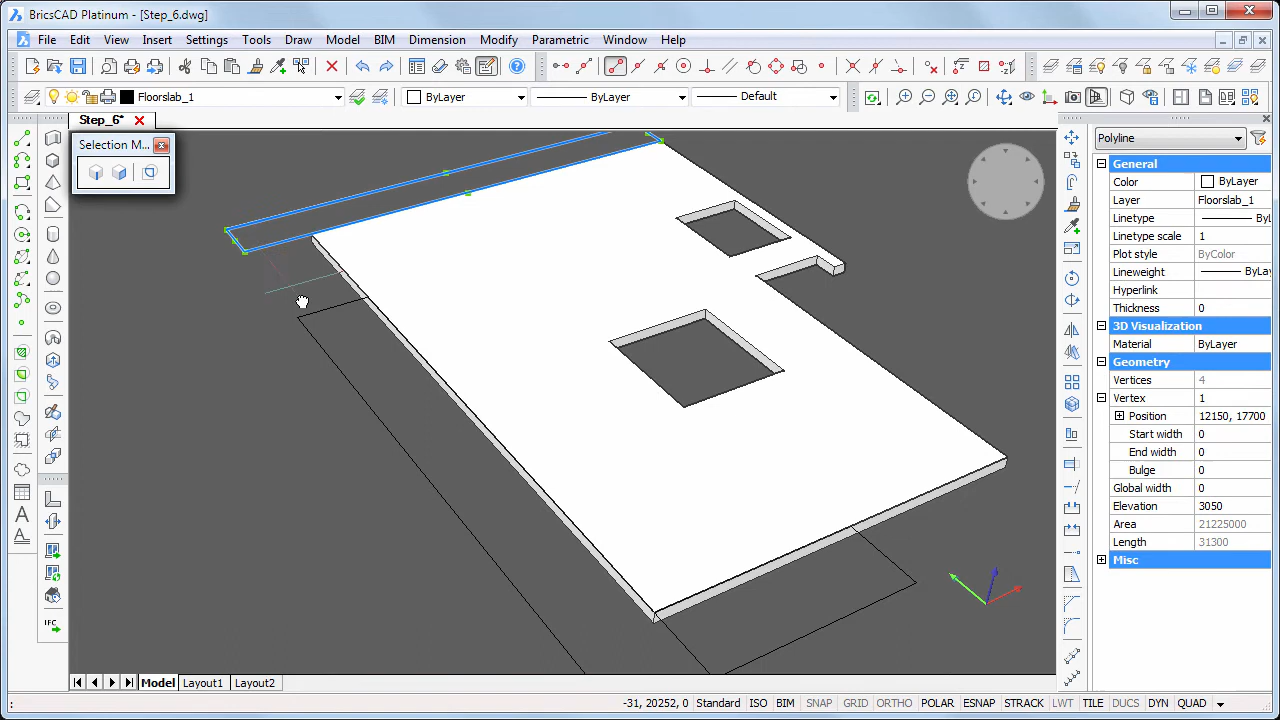 BricsCAD Platinum - [Step_6.dwg]
File Edit View Insert Settings Tools Draw Model BIM Dimension Modify Parametric Window Help
Floorslab_1 ByLayer ByLayer Default
Step_6*
Selection M...
Polyline
General
Color ByLayer
Layer Floorslab_1
Linetype ByL
Linetype scale 1
Plot style ByColor
Lineweight ByLay
Hyperlink
Thickness 0
3D Visualization
Material ByLayer
Geometry
Vertices 4
Vertex 1
Position 12150, 17700
Start width 0
End width 0
Bulge 0
Global width 0
Elevation 3050
Area 21225000
Length 31300
Misc
IFC
Model Layout1 Layout2
: -31, 20252, 0 Standard ISO BIM SNAP GRID ORTHO POLAR ESNAP STRACK LWT TILE DUCS DYN QUAD